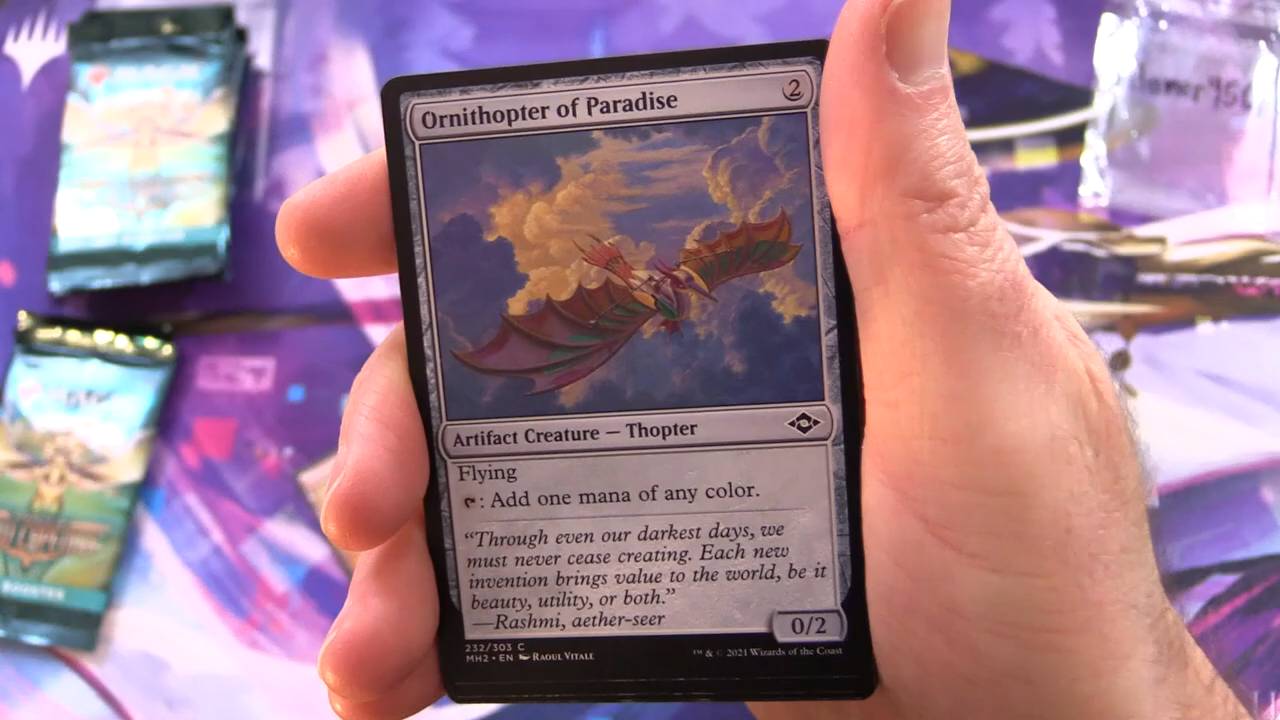 Ornithopter of Paradise 2
Artifact Creature — Thopter
Flying
: Add one mana of any color.
“Through even our darkest days, we
must never cease creating. Each new
invention brings value to the world, be it
beauty, utility, or both.”
—Rashmi, aether-seer
0/2
232/303 C
MH2 • EN RAOUL VITALE
™ & © 2021 Wizards of the Coast
BOOSTER